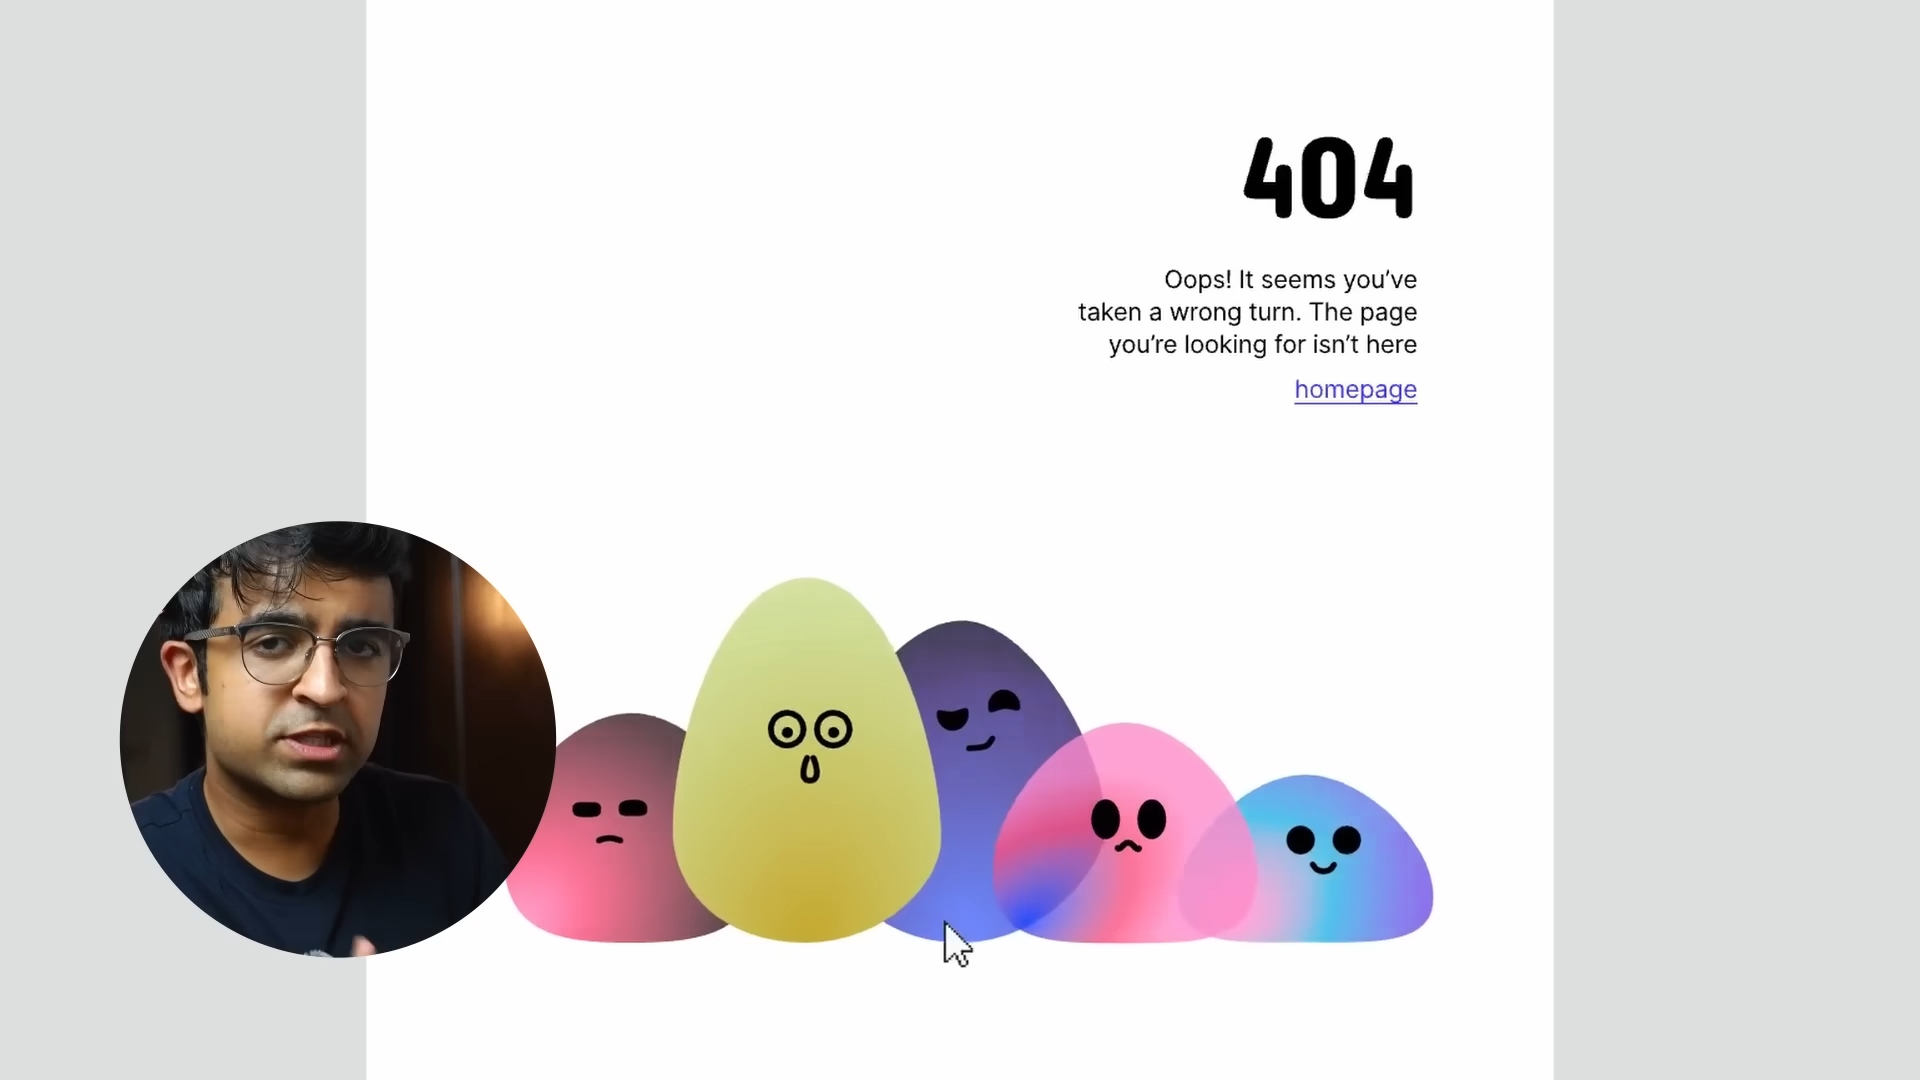 404
Oops! It seems you’ve
taken a wrong turn. The page
you’re looking for isn’t here
homepage